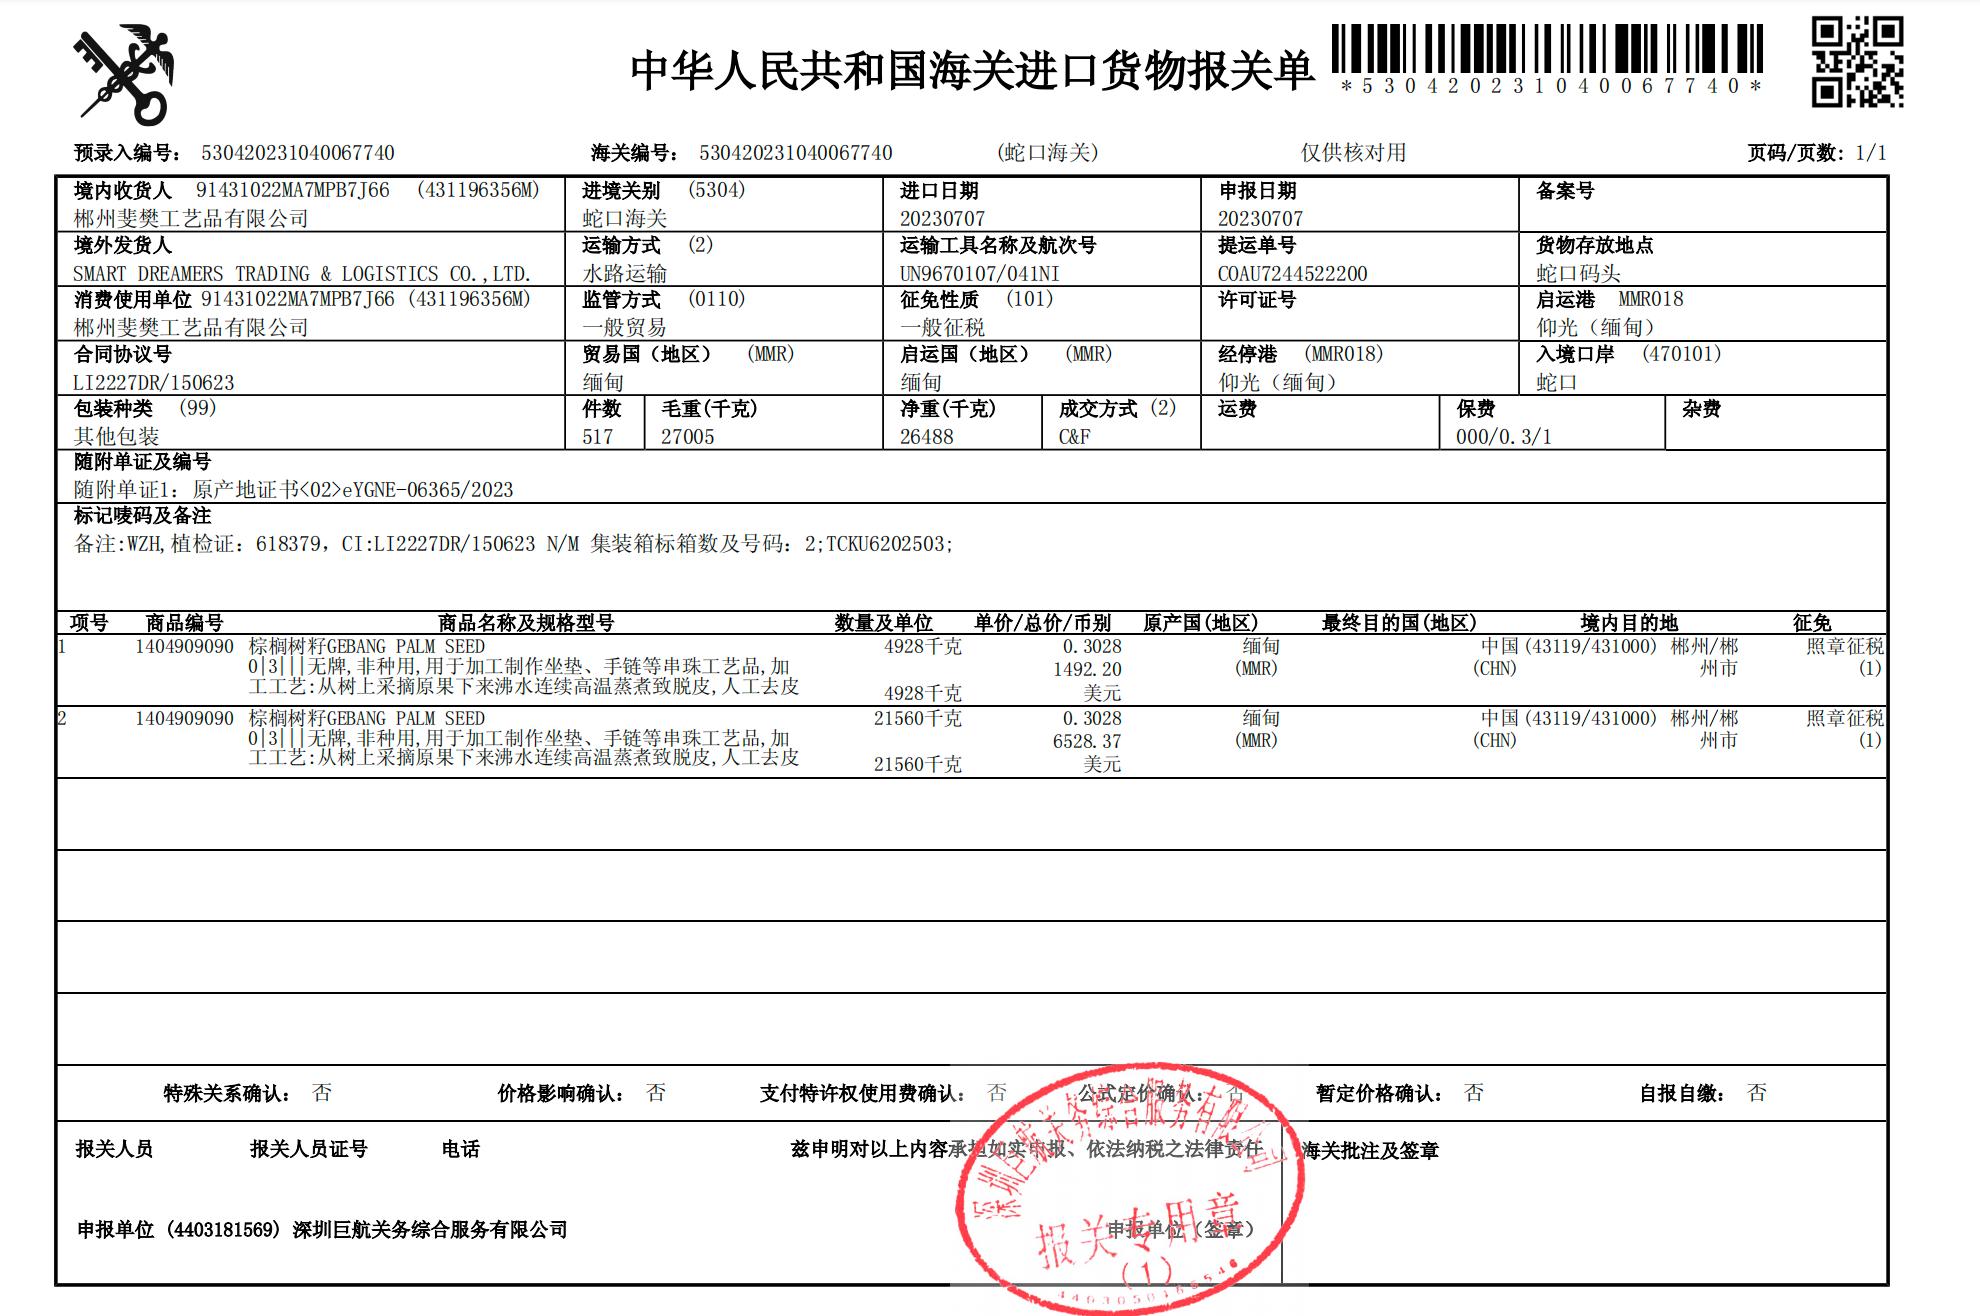 中华人民共和国海关进口货物报关单
*530420231040067740*
预录入编号： 530420231040067740 海关编号： 530420231040067740 (蛇口海关) 仅供核对用 页码/页数: 1/1
境内收货人 91431022MA7MPB7J66 (431196356M) 进境关别 (5304) 进口日期 申报日期 备案号
郴州斐樊工艺品有限公司 蛇口海关 20230707 20230707
境外发货人 运输方式 (2) 运输工具名称及航次号 提运单号 货物存放地点
SMART DREAMERS TRADING & LOGISTICS CO.,LTD. 水路运输 UN9670107/041NI COAU7244522200 蛇口码头
消费使用单位 91431022MA7MPB7J66 (431196356M) 监管方式 (0110) 征免性质 (101) 许可证号 启运港 MMR018
郴州斐樊工艺品有限公司 一般贸易 一般征税 仰光（缅甸）
合同协议号 贸易国（地区） (MMR) 启运国（地区） (MMR) 经停港 (MMR018) 入境口岸 (470101)
LI2227DR/150623 缅甸 缅甸 仰光（缅甸） 蛇口
包装种类 (99) 件数 毛重(千克) 净重(千克) 成交方式 (2) 运费 保费 杂费
其他包装 517 27005 26488 C&F 000/0.3/1
随附单证及编号
随附单证1：原产地证书<02>eYGNE-06365/2023
标记唛码及备注
备注:WZH,植检证：618379，CI:LI2227DR/150623 N/M 集装箱标箱数及号码：2;TCKU6202503;
项号 商品编号 商品名称及规格型号 数量及单位 单价/总价/币别 原产国(地区) 最终目的国(地区) 境内目的地 征免
1 1404909090 棕榈树籽GEBANG PALM SEED 4928千克 0.3028 缅甸 中国 (43119/431000) 郴州/郴 照章征税
0|3|||无牌,非种用,用于加工制作坐垫、手链等串珠工艺品,加 1492.20 (MMR) (CHN) 州市 (1)
工工艺:从树上采摘原果下来沸水连续高温蒸煮致脱皮,人工去皮 4928千克 美元
2 1404909090 棕榈树籽GEBANG PALM SEED 21560千克 0.3028 缅甸 中国 (43119/431000) 郴州/郴 照章征税
0|3|||无牌,非种用,用于加工制作坐垫、手链等串珠工艺品,加 6528.37 (MMR) (CHN) 州市 (1)
工工艺:从树上采摘原果下来沸水连续高温蒸煮致脱皮,人工去皮 21560千克 美元
特殊关系确认： 否 价格影响确认： 否 支付特许权使用费确认： 否 公式定价确认： 否 暂定价格确认： 否 自报自缴： 否
报关人员 报关人员证号 电话 兹申明对以上内容承担如实申报、依法纳税之法律责任 海关批注及签章
申报单位 (4403181569) 深圳巨航关务综合服务有限公司 申报单位（签章）
深圳巨航关务综合服务有限公司
报关专用章
(1)